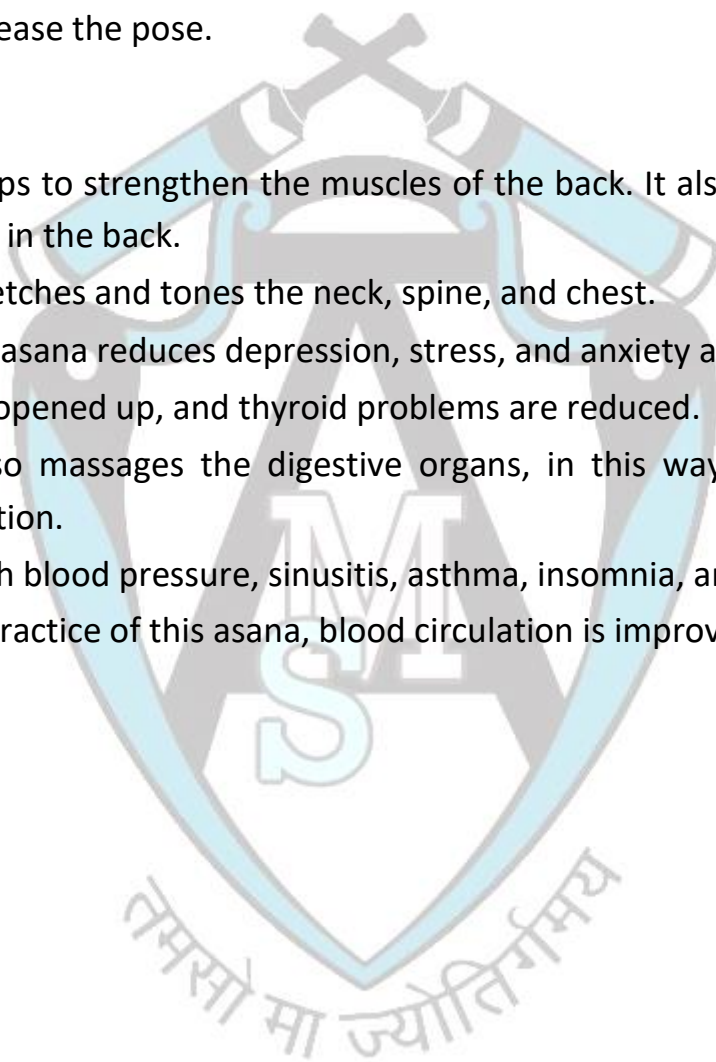 ease the pose.
ps to strengthen the muscles of the back. It als
in the back.
etches and tones the neck, spine, and chest.
asana reduces depression, stress, and anxiety a
opened up, and thyroid problems are reduced.
so massages the digestive organs, in this way
tion.
h blood pressure, sinusitis, asthma, insomnia, a
ractice of this asana, blood circulation is improv
A
M
S
तमसो मा ज्योतिर्गमय